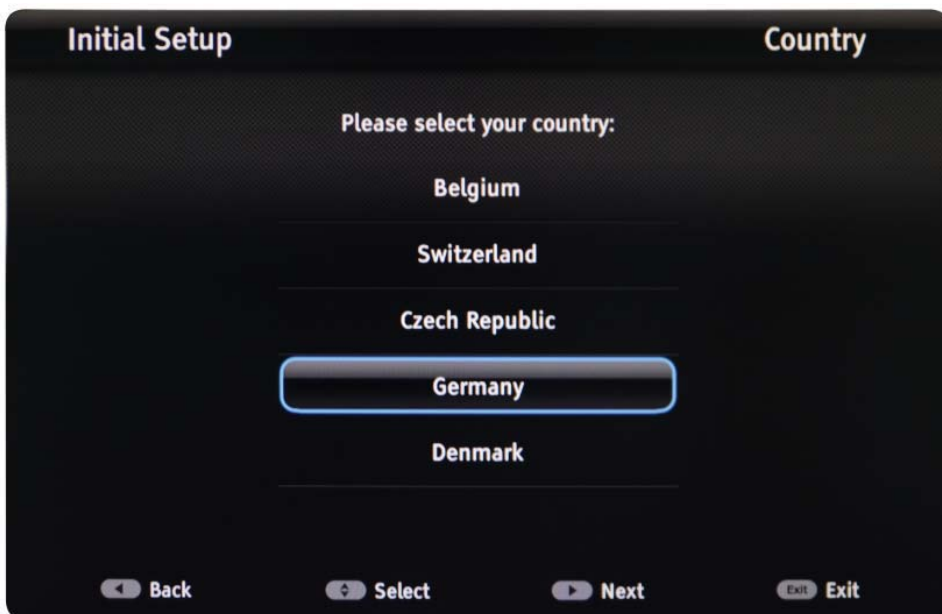 Initial Setup Country
Please select your country:
Belgium
Switzerland
Czech Republic
Germany
Denmark
Back Select Next Exit Exit